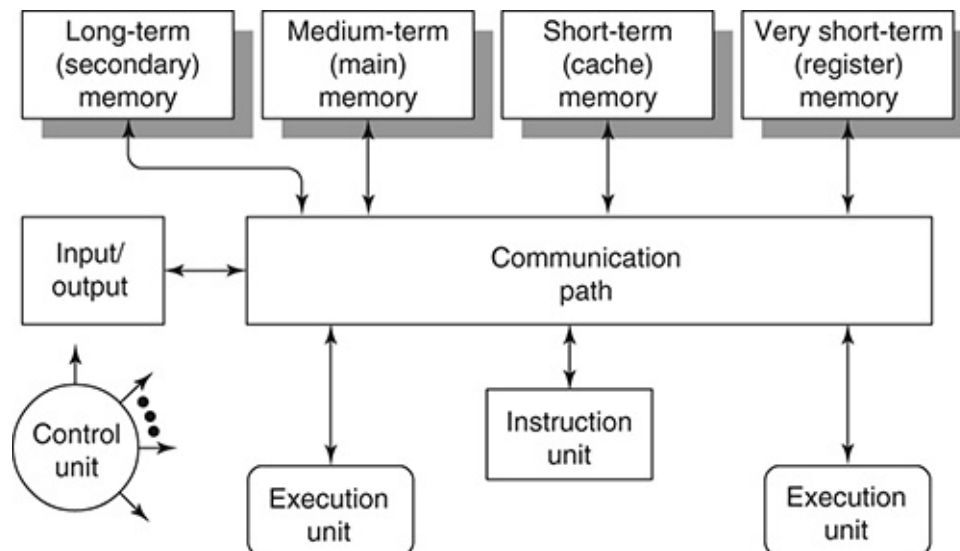 Long-term
(secondary)
memory
Medium-term
(main)
memory
Short-term
(cache)
memory
Very short-term
(register)
memory
Input/
output
Communication
path
Control
unit
Instruction
unit
Execution
unit
Execution
unit